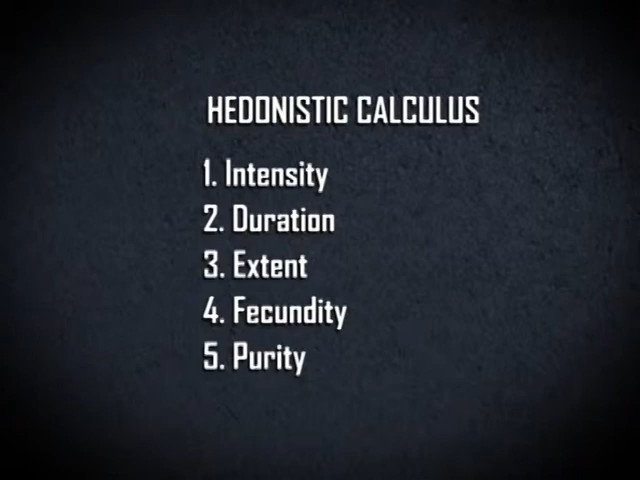 HEDONISTIC CALCULUS
1. Intensity
2. Duration
3. Extent
4. Fecundity
5. Purity